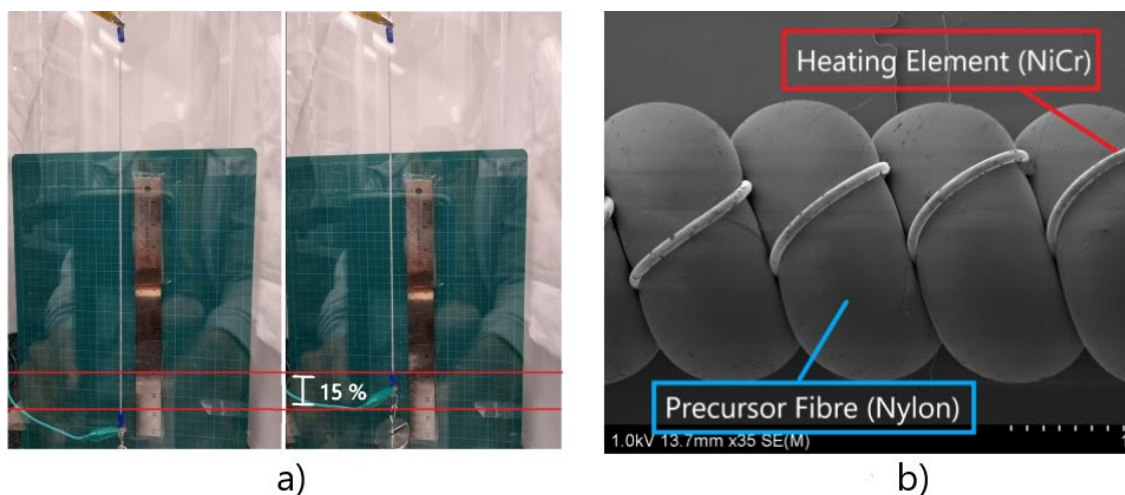 15 %
a)
Heating Element (NiCr)
Precursor Fibre (Nylon)
1.0kV 13.7mm x35 SE(M)
b)